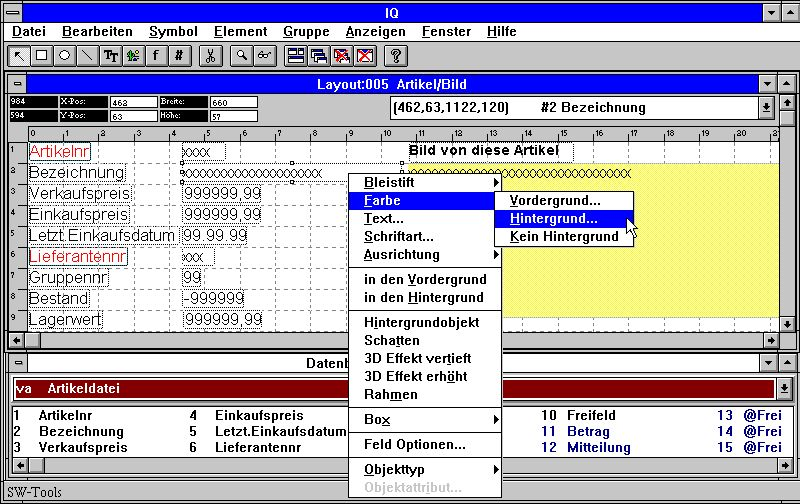 IQ
Datei Bearbeiten Symbol Element Gruppe Anzeigen Fenster Hilfe
TT f # ?
Layout:005 Artikel/Bild
984 X-Pos: 462 Breite: 660
594 Y-Pos: 63 Höhe: 57
(462,63,1122,120) #2 Bezeichnung
0 1 2 3 4 5 6 7 8 9 10 11 12 13 14 15 16 17 18 19 20 21
1 Artikelnr xxxx Bild von diese Artikel
2 Bezeichnung
3 Verkaufspreis 999999,99
4 Einkaufspreis 999999,99
5 Letzt.Einkaufsdatum 99.99.99
6 Lieferantennr xxx
7 Gruppennr 99
8 Bestand -999999
9 Lagerwert 999999,99
Bleistift
Farbe
Text...
Schriftart...
Ausrichtung
in den Vordergrund
in den Hintergrund
Hintergrundobjekt
Schatten
3D Effekt vertieft
3D Effekt erhöht
Rahmen
Box
Feld Optionen...
Objekttyp
Objektattribut...
Vordergrund...
Hintergrund...
Kein Hintergrund
Datenb
va Artikeldatei
1 Artikelnr 4 Einkaufspreis 10 Freifeld 13 @Frei
2 Bezeichnung 5 Letzt.Einkaufsdatum 11 Betrag 14 @Frei
3 Verkaufspreis 6 Lieferantennr 12 Mitteilung 15 @Frei
SW-Tools